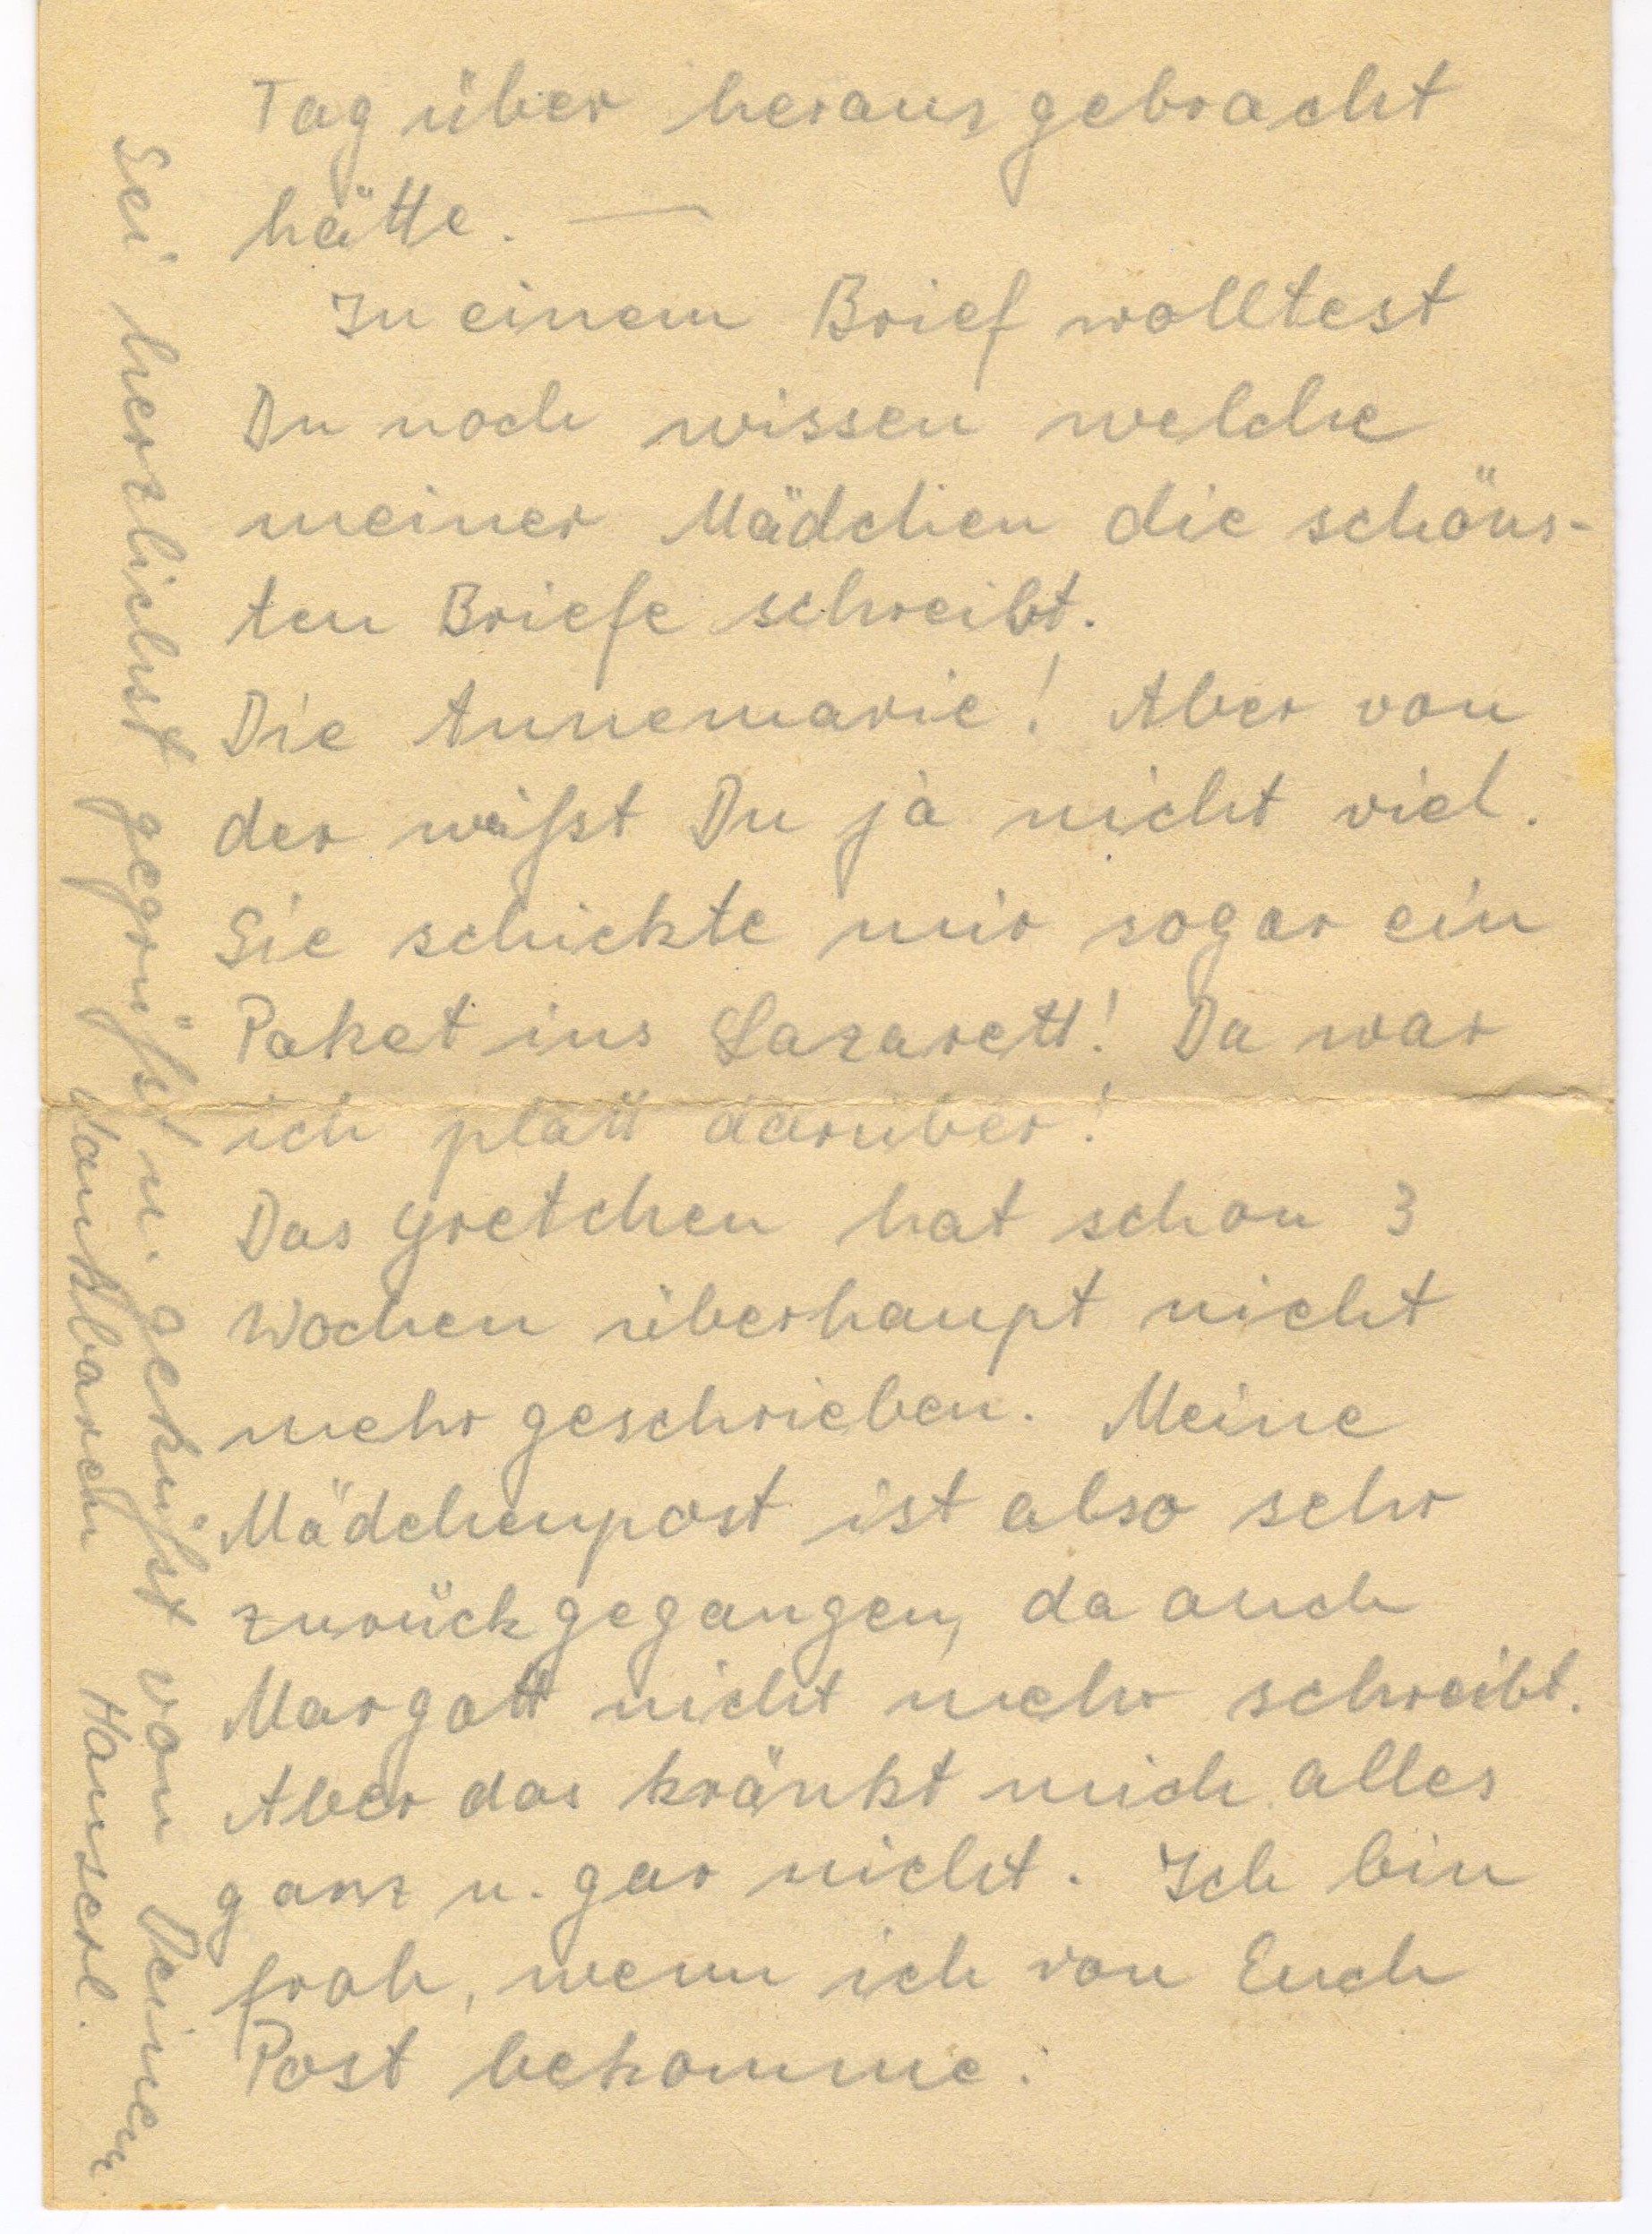 Tag über herausgebracht
hätte. —
In einem Brief wolltest
Du noch wissen welche
meiner Mädchen die schöns-
ten Briefe schreibt.
Die Annemarie! Aber von
der weißt Du ja nicht viel.
Sie schickte mir sogar ein
Paket ins Lazarett! Da war
ich platt darüber!
Das Gretchen hat schon 3
Wochen überhaupt nicht
mehr geschrieben. Meine
Mädchenpost ist also sehr
zurückgegangen, da auch
Margott nicht mehr schreibt.
Aber das kränkt mich alles
ganz u. gar nicht. Ich bin
froh, wenn ich von Euch
Post bekomme.
Sei herzlichst gegrüßt u. geküßt von Deinem
dankbaren Hanserl.